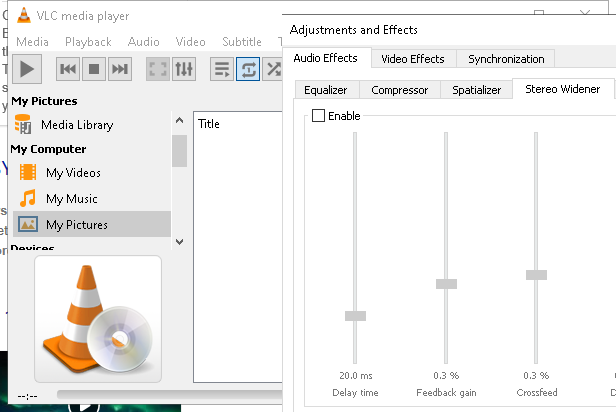 VLC media player
Media Playback Audio Video Subtitle
My Pictures
Media Library
My Computer
My Videos
My Music
My Pictures
Devices
Title
--:--
Adjustments and Effects
Audio Effects Video Effects Synchronization
Equalizer Compressor Spatializer Stereo Widener
Enable
20.0 ms 0.3 % 0.3 %
Delay time Feedback gain Crossfeed